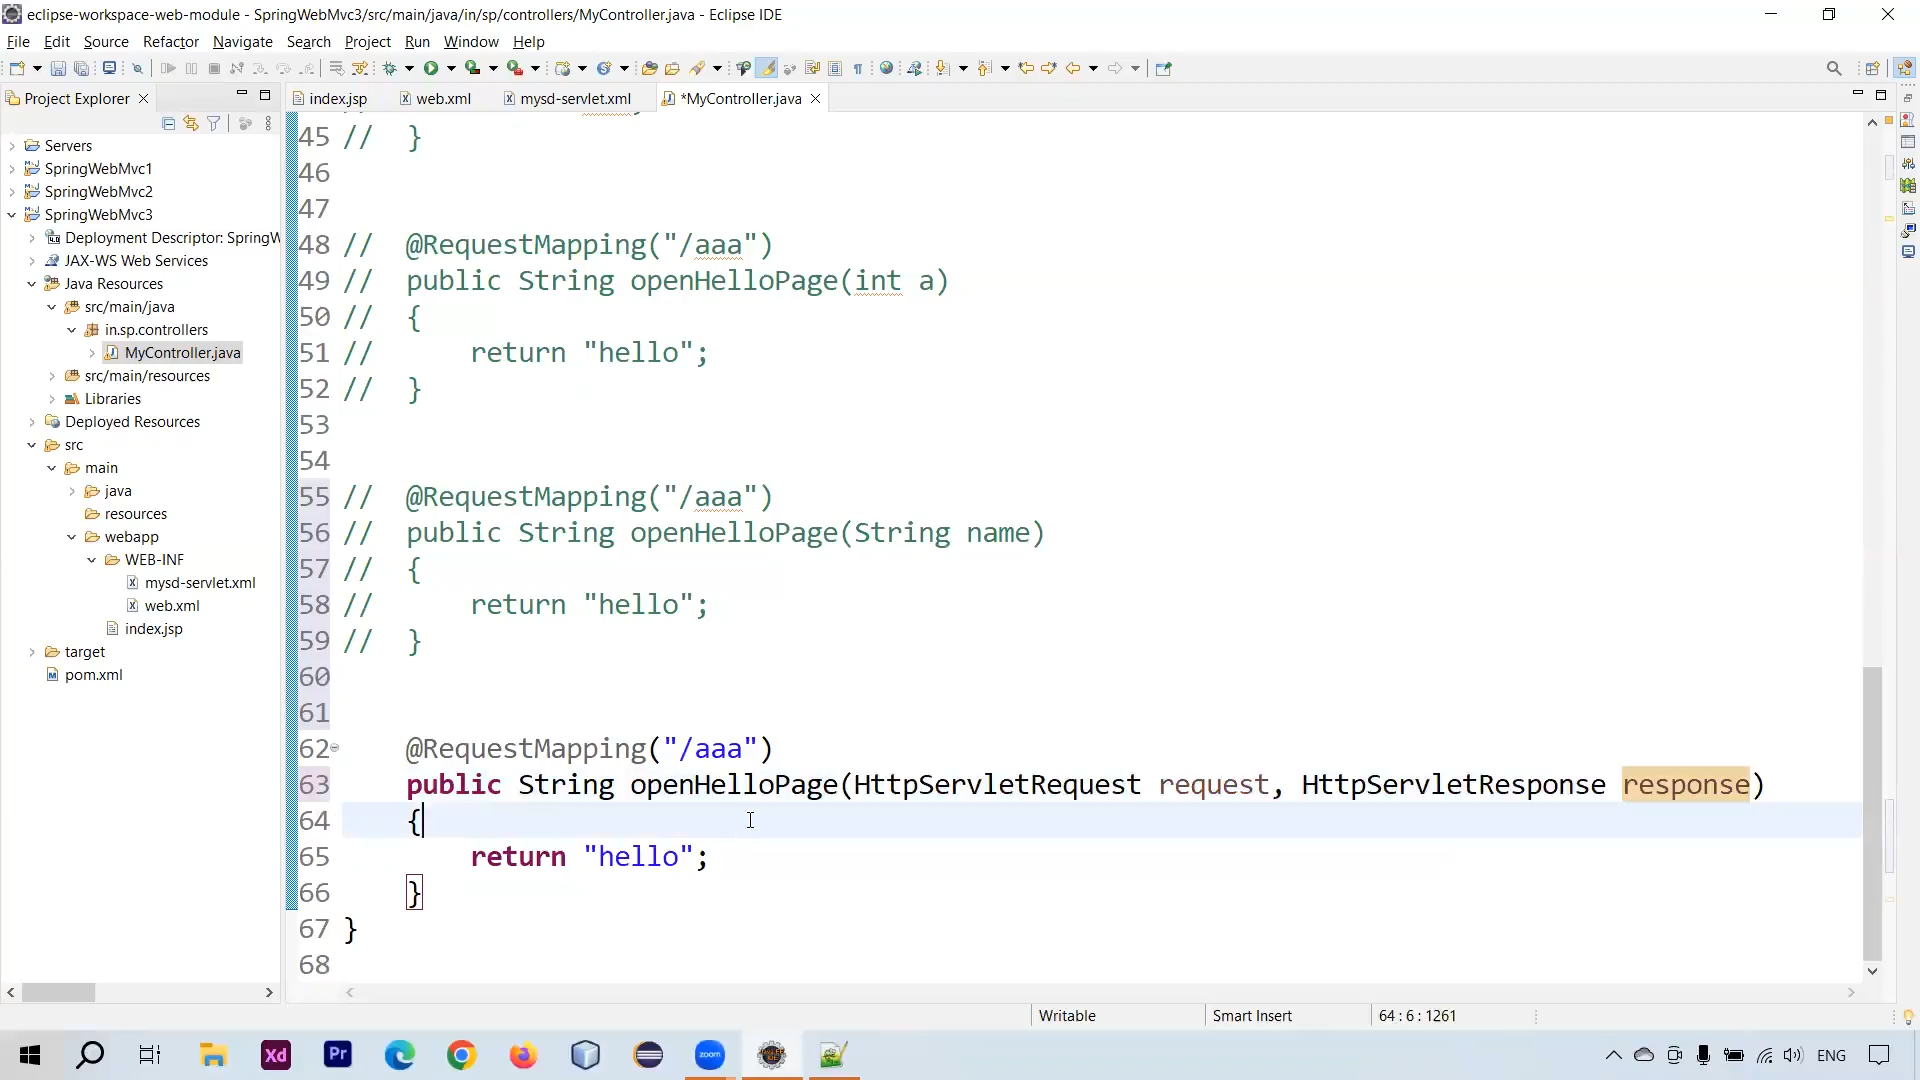 eclipse-workspace-web-module - SpringWebMvc3/src/main/java/in/sp/controllers/MyController.java - Eclipse IDE
File Edit Source Refactor Navigate Search Project Run Window Help
Project Explorer
index.jsp
web.xml
mysd-servlet.xml
*MyController.java
Servers
SpringWebMvc1
SpringWebMvc2
SpringWebMvc3
Deployment Descriptor: SpringW
JAX-WS Web Services
Java Resources
src/main/java
in.sp.controllers
MyController.java
src/main/resources
Libraries
Deployed Resources
src
main
java
resources
webapp
WEB-INF
mysd-servlet.xml
web.xml
index.jsp
target
pom.xml
45 // }
46
47
48 // @RequestMapping("/aaa")
49 // public String openHelloPage(int a)
50 // {
51 // return "hello";
52 // }
53
54
55 // @RequestMapping("/aaa")
56 // public String openHelloPage(String name)
57 // {
58 // return "hello";
59 // }
60
61
62 @RequestMapping("/aaa")
63 public String openHelloPage(HttpServletRequest request, HttpServletResponse response)
64 {
65 return "hello";
66 }
67 }
68
Writable Smart Insert 64 : 6 : 1261
Xd Pr zoom ENG